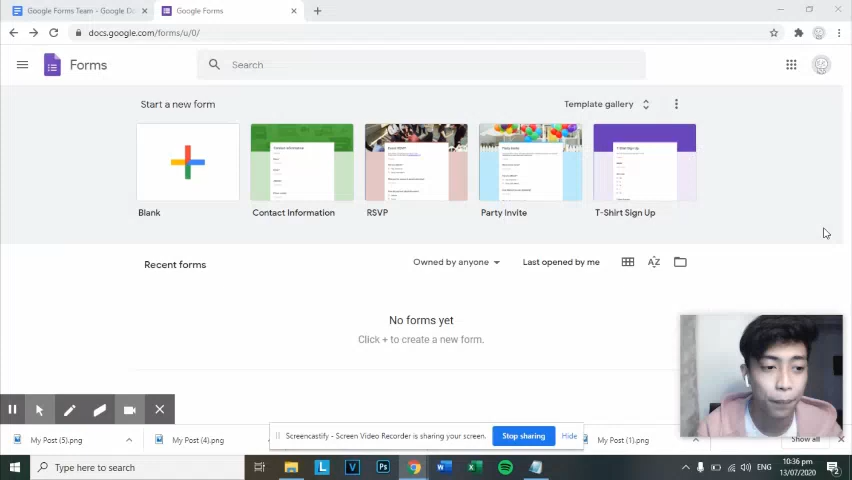 Google Forms Team - Google Do
Google Forms
docs.google.com/forms/u/0/
Forms
Search
Start a new form
Template gallery
Blank
Contact Information
RSVP
Party Invite
T-Shirt Sign Up
Recent forms
Owned by anyone
Last opened by me
No forms yet
Click + to create a new form.
My Post (5).png
My Post (4).png
Screencastify - Screen Video Recorder is sharing your screen.
Stop sharing
Hide
My Post (1).png
Show all
Type here to search
ENG
10:36 pm
13/07/2020